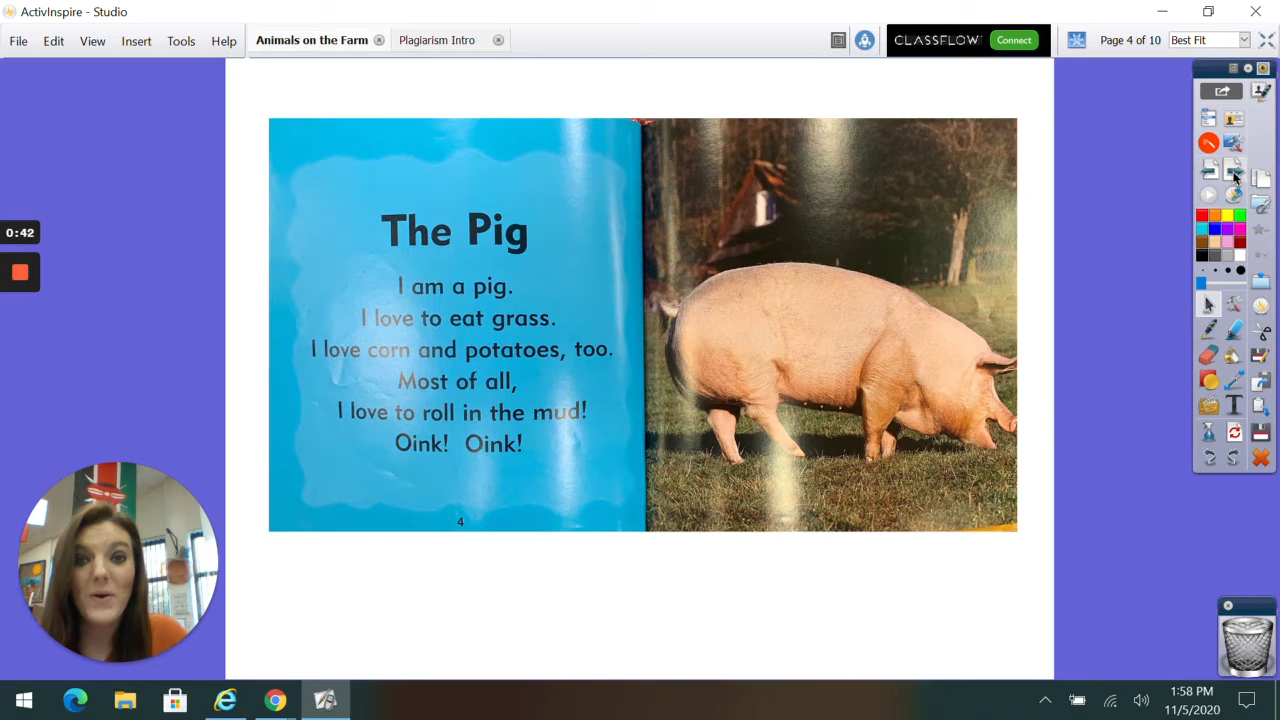 ActivInspire - Studio
File Edit View Insert Tools Help
Animals on the Farm
Plagiarism Intro
CLASSFLOW
Connect
Page 4 of 10
Best Fit
0:42
The Pig
I am a pig.
I love to eat grass.
I love corn and potatoes, too.
Most of all,
I love to roll in the mud!
Oink! Oink!
4
T
1:58 PM
11/5/2020